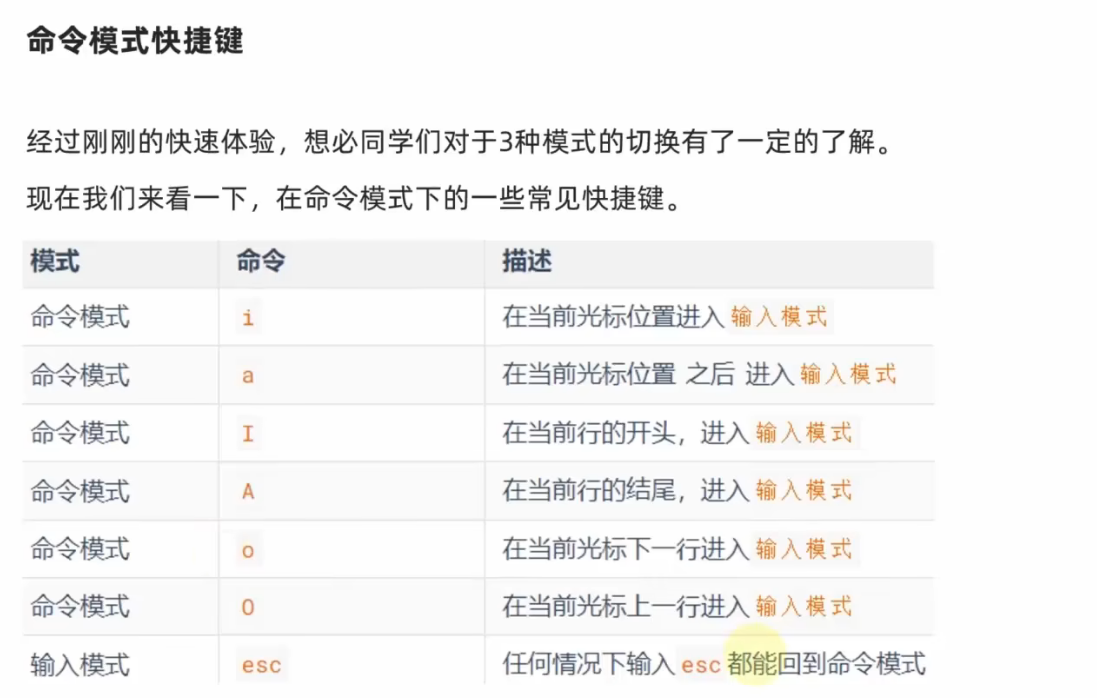 命令模式快捷键
经过刚刚的快速体验，想必同学们对于3种模式的切换有了一定的了解。
现在我们来看一下，在命令模式下的一些常见快捷键。
模式 命令 描述
命令模式 i 在当前光标位置进入 输入模式
命令模式 a 在当前光标位置 之后 进入 输入模式
命令模式 I 在当前行的开头，进入 输入模式
命令模式 A 在当前行的结尾，进入 输入模式
命令模式 o 在当前光标下一行进入 输入模式
命令模式 O 在当前光标上一行进入 输入模式
输入模式 esc 任何情况下输入 esc 都能回到命令模式